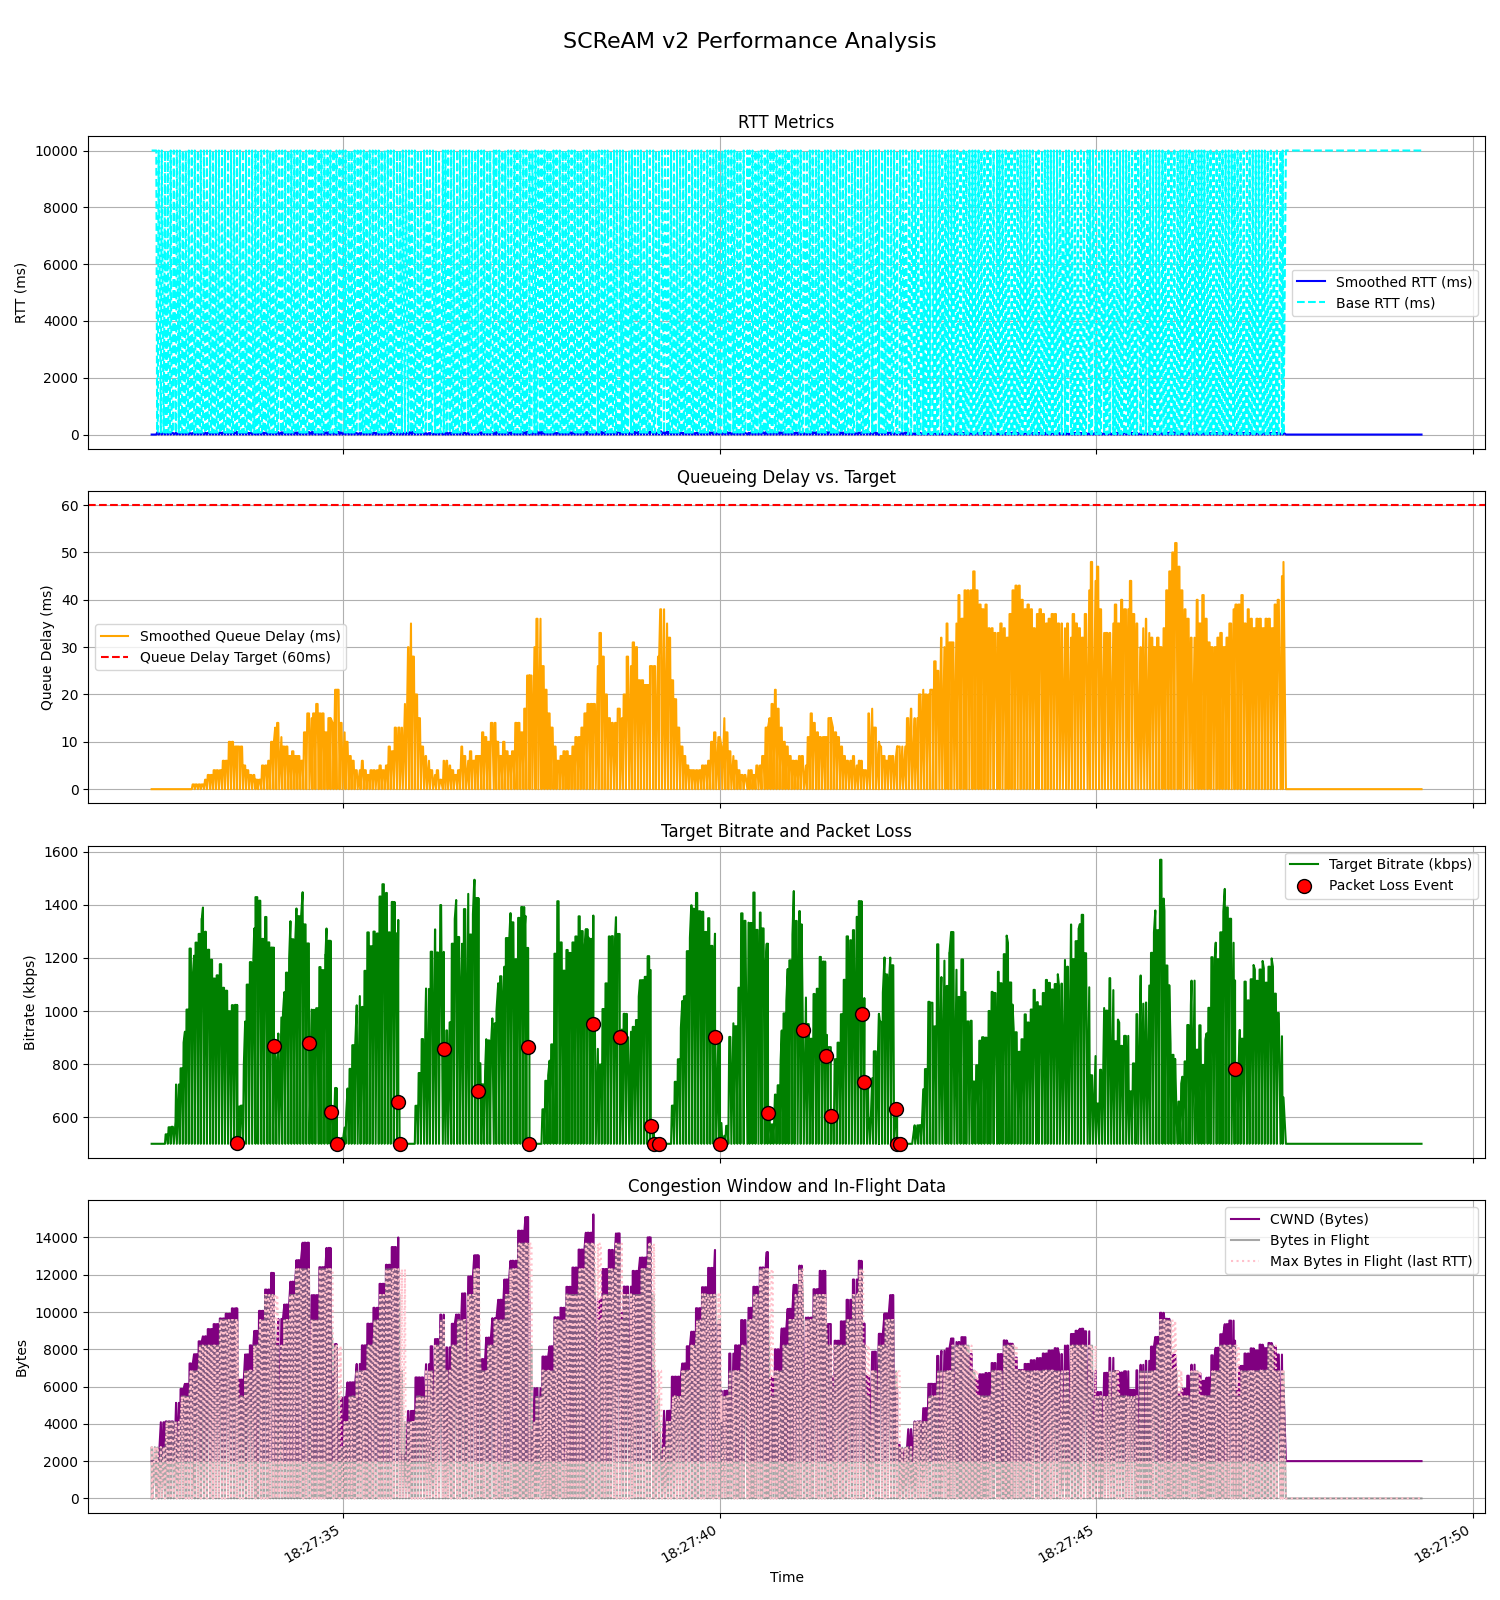 SCReAM v2 Performance Analysis
RTT Metrics
10000
8000
6000
4000
2000
0
RTT (ms)
Smoothed RTT (ms)
Base RTT (ms)
Queueing Delay vs. Target
60
50
40
30
20
10
0
Queue Delay (ms)
Smoothed Queue Delay (ms)
Queue Delay Target (60ms)
Target Bitrate and Packet Loss
1600
1400
1200
1000
800
600
Bitrate (kbps)
Target Bitrate (kbps)
Packet Loss Event
Congestion Window and In-Flight Data
14000
12000
10000
8000
6000
4000
2000
0
Bytes
CWND (Bytes)
Bytes in Flight
Max Bytes in Flight (last RTT)
18:27:35
18:27:40
18:27:45
18:27:50
Time